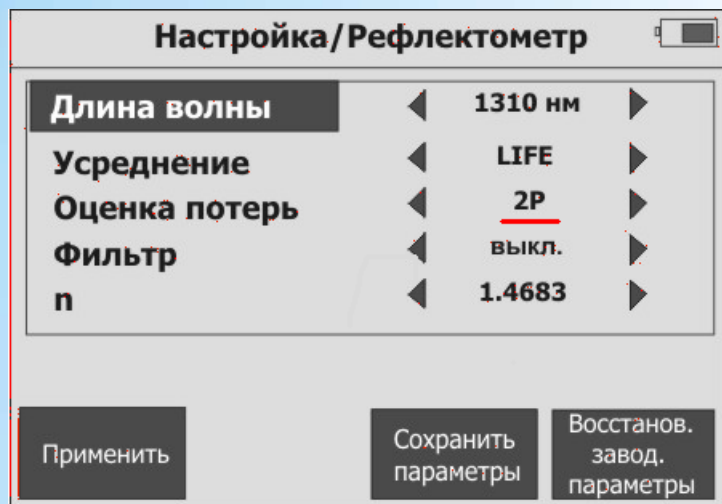 Настройка/Рефлектометр
Длина волны 1310 нм
Усреднение LIFE
Оценка потерь 2P
Фильтр выкл.
n 1.4683
Применить
Сохранить
параметры
Восстанов.
завод.
параметры